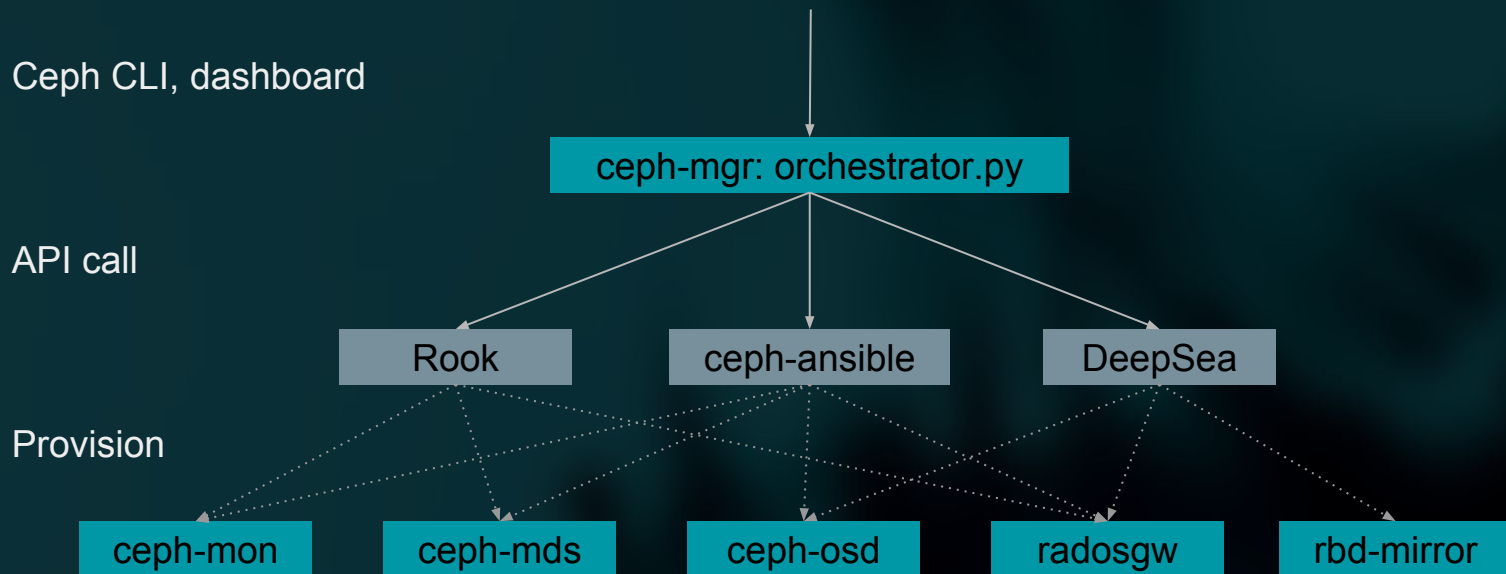 Ceph CLI, dashboard
ceph-mgr: orchestrator.py
API call
Rook
ceph-ansible
DeepSea
Provision
ceph-mon
ceph-mds
ceph-osd
radosgw
rbd-mirror